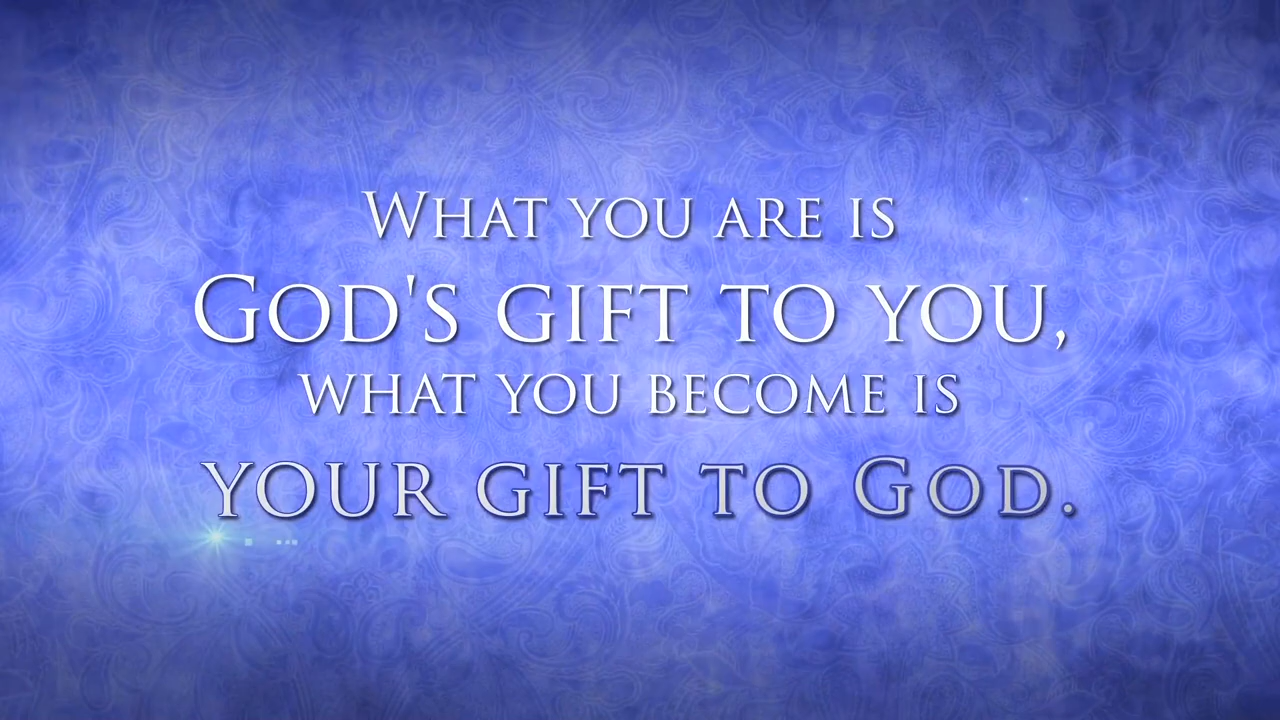 What you are is
God's gift to you,
what you become is
your gift to God.